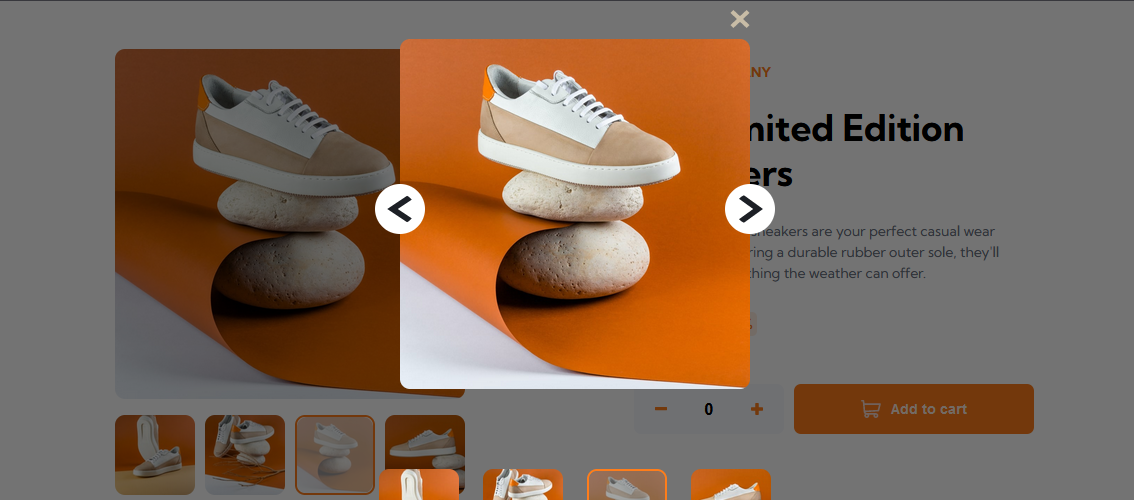 NY
mited Edition
ers
neakers are your perfect casual wear
ring a durable rubber outer sole, they'll
thing the weather can offer.
0
Add to cart